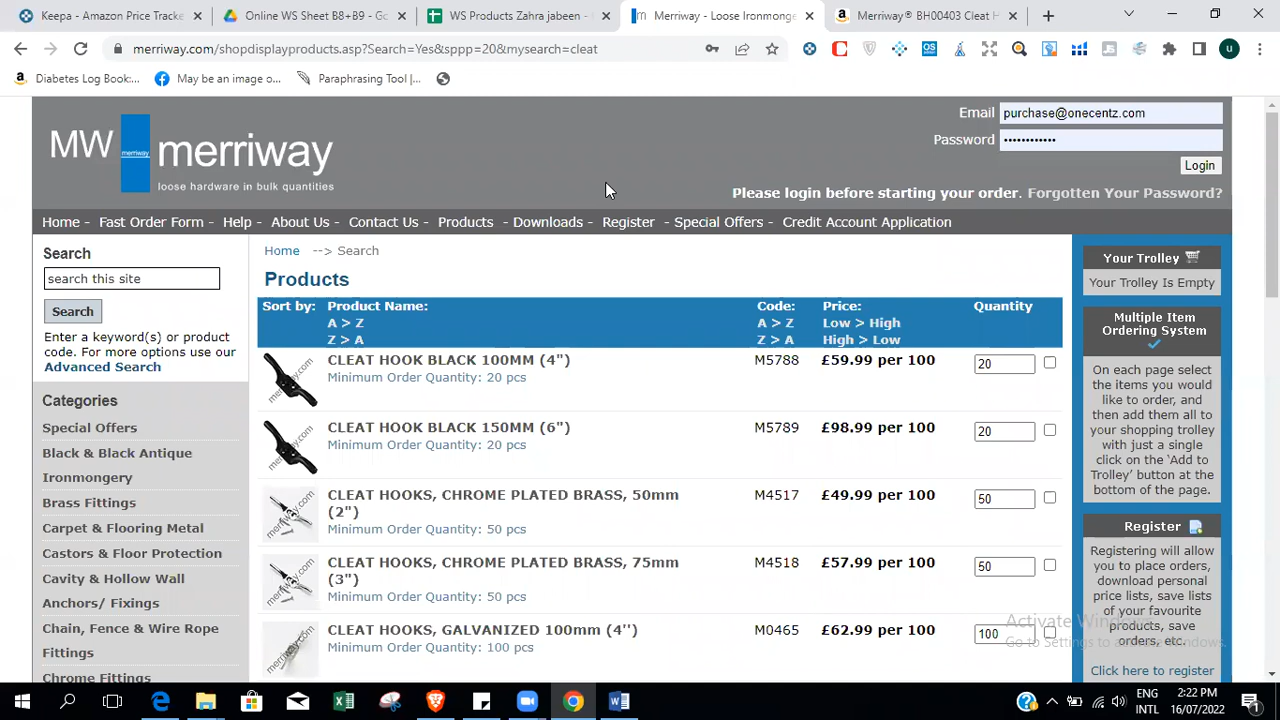 Keepa - Amazon Price Tracke
Online WS Sheet B8+B9 - Go
WS Products Zahra jabeen -
Merriway - Loose Ironmonge
Merriway® BH00403 Cleat H
merriway.com/shopdisplayproducts.asp?Search=Yes&sppp=20&mysearch=cleat
Diabetes Log Book:...
May be an image o...
Paraphrasing Tool |...
MW merriway merriway
loose hardware in bulk quantities
Email purchase@onecentz.com
Password ••••••••••••
Login
Please login before starting your order. Forgotten Your Password?
Home - Fast Order Form - Help - About Us - Contact Us - Products - Downloads - Register - Special Offers - Credit Account Application
Search
search this site
Search
Enter a keyword(s) or product
code. For more options use our
Advanced Search
Categories
Special Offers
Black & Black Antique
Ironmongery
Brass Fittings
Carpet & Flooring Metal
Castors & Floor Protection
Cavity & Hollow Wall
Anchors/ Fixings
Chain, Fence & Wire Rope
Fittings
Chrome Fittings
Home --> Search
Products
Sort by: Product Name: Code: Price: Quantity
A > Z A > Z Low > High
Z > A Z > A High > Low
CLEAT HOOK BLACK 100MM (4") M5788 £59.99 per 100 20
Minimum Order Quantity: 20 pcs
CLEAT HOOK BLACK 150MM (6") M5789 £98.99 per 100 20
Minimum Order Quantity: 20 pcs
CLEAT HOOKS, CHROME PLATED BRASS, 50mm M4517 £49.99 per 100 50
(2")
Minimum Order Quantity: 50 pcs
CLEAT HOOKS, CHROME PLATED BRASS, 75mm M4518 £57.99 per 100 50
(3")
Minimum Order Quantity: 50 pcs
CLEAT HOOKS, GALVANIZED 100mm (4'') M0465 £62.99 per 100 100
Minimum Order Quantity: 100 pcs
Your Trolley
Your Trolley Is Empty
Multiple Item
Ordering System
On each page select
the items you would
like to order, and
then add them all to
your shopping trolley
with just a single
click on the 'Add to
Trolley' button at the
bottom of the page.
Register
Registering will allow
you to place orders,
download personal
price lists, save lists
of your favourite
products, save
orders, etc.
Click here to register
Activate Windows
Go to Settings to activate Windows.
ENG
INTL
2:22 PM
16/07/2022